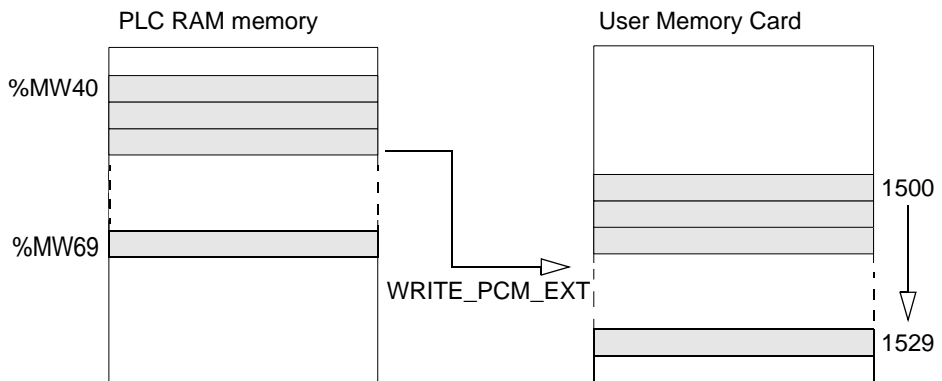 PLC RAM memory
User Memory Card
%MW40
1500
%MW69
WRITE_PCM_EXT
1529